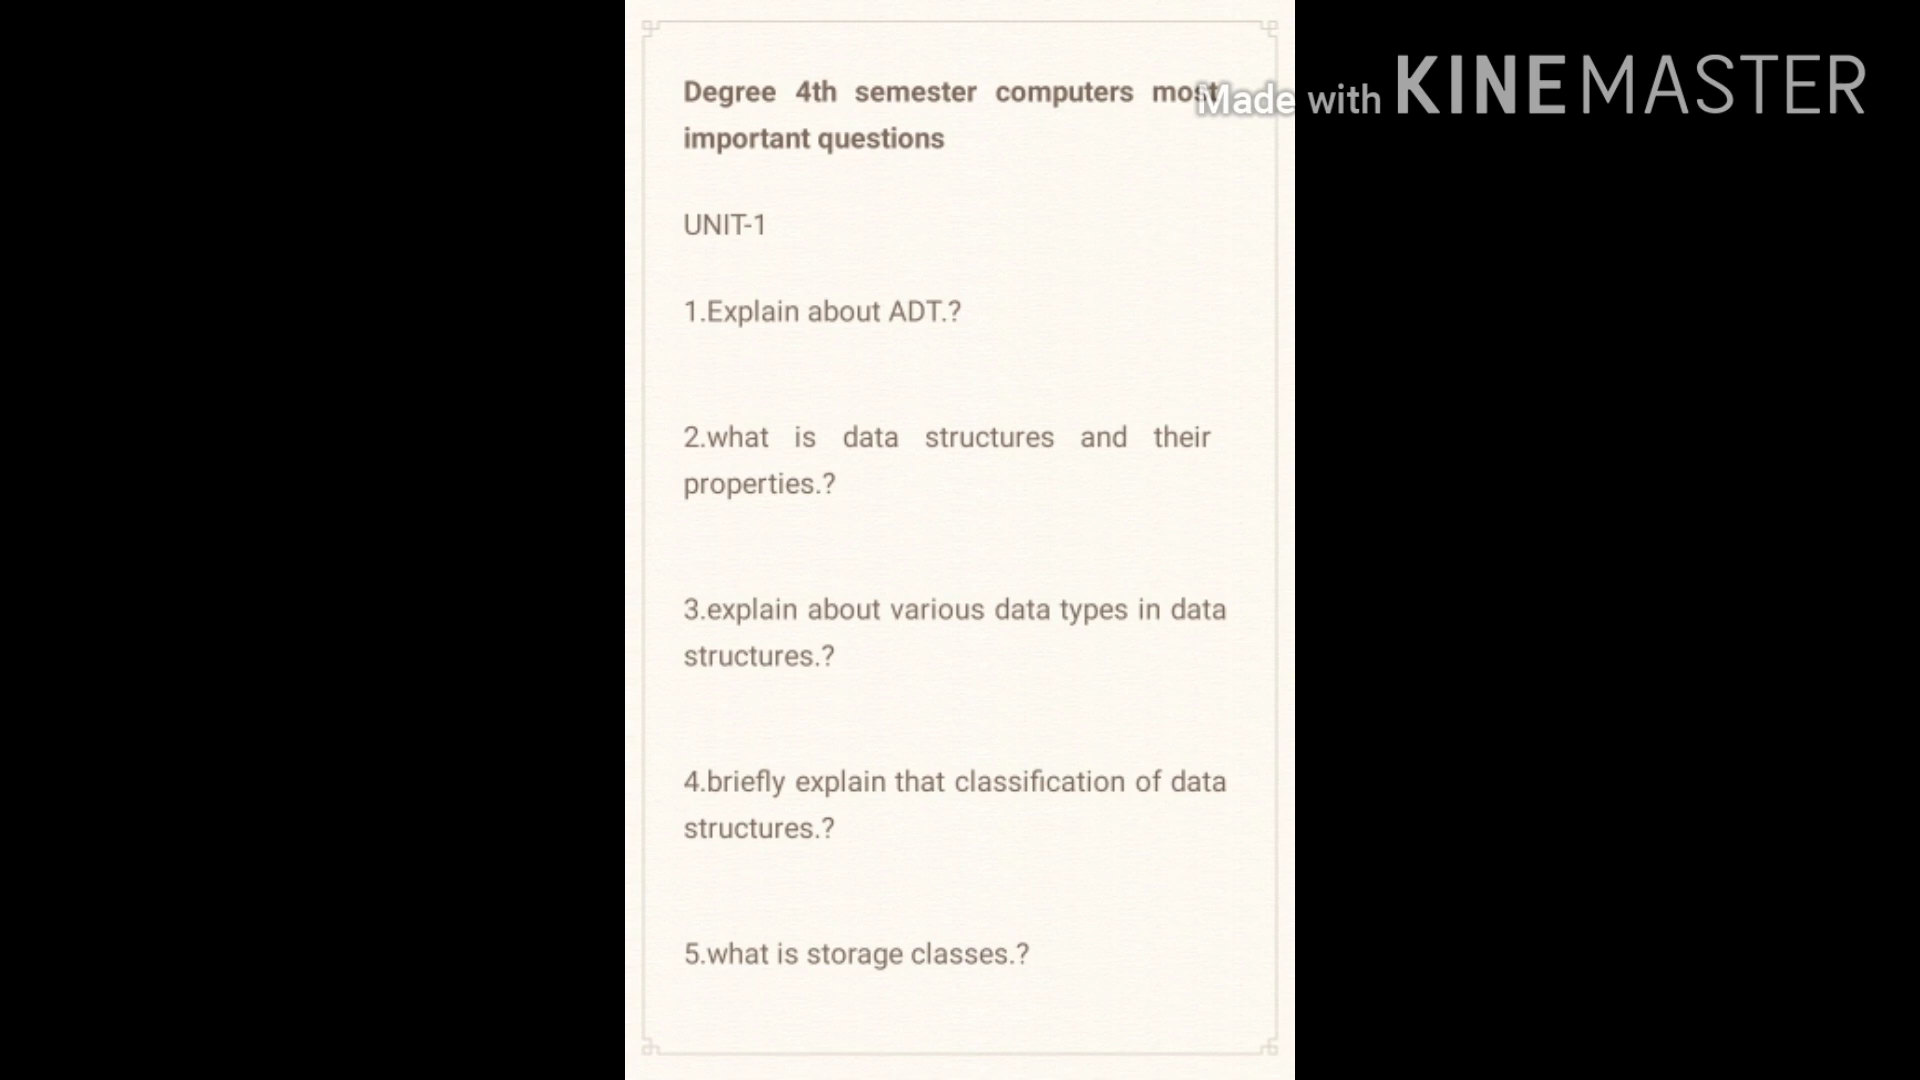 Degree 4th semester computers most
important questions
Made with KINEMASTER
UNIT-1
1.Explain about ADT.?
2.what is data structures and their
properties.?
3.explain about various data types in data
structures.?
4.briefly explain that classification of data
structures.?
5.what is storage classes.?